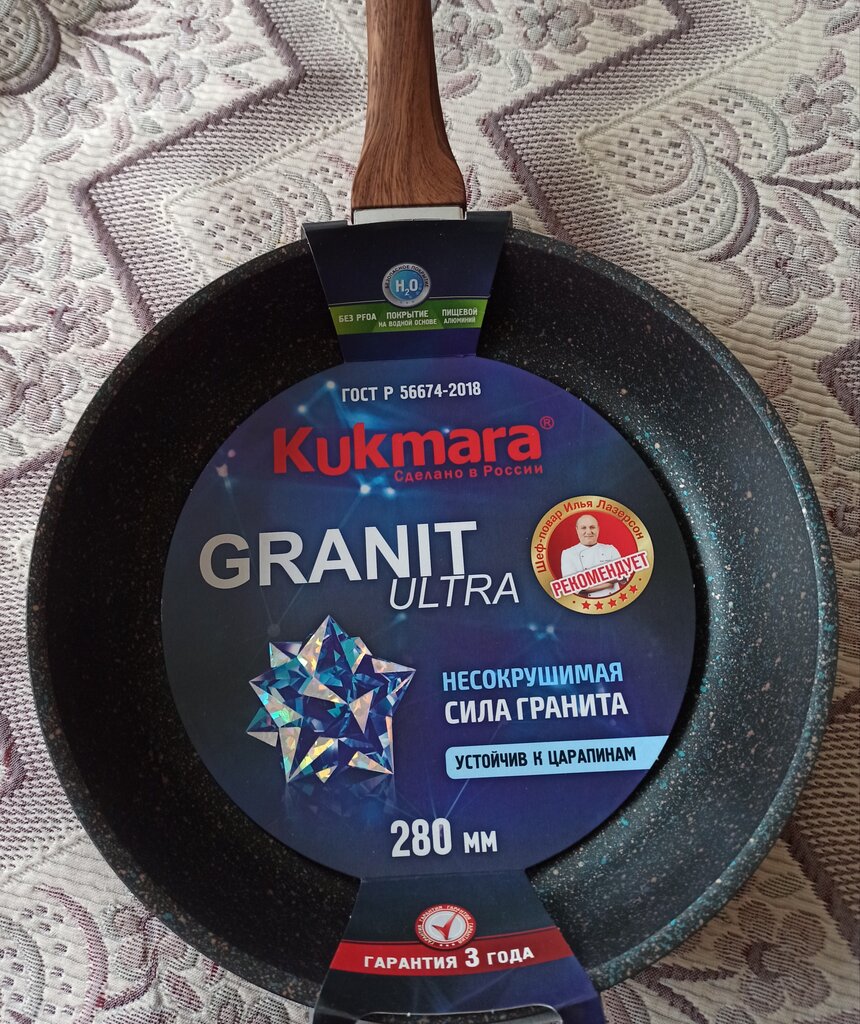 H₂O
БЕЗ PFOA
ПОКРЫТИЕ
НА ВОДНОЙ ОСНОВЕ
ПИЩЕВОЙ
АЛЮМИНИЙ
ГОСТ Р 56674-2018
Kukmara®
Сделано в России
GRANIT
ULTRA
Шеф-повар Илья Лазерсон
РЕКОМЕНДУЕТ
НЕСОКРУШИМАЯ
СИЛА ГРАНИТА
УСТОЙЧИВ К ЦАРАПИНАМ
280 мм
ГАРАНТИЯ 3 ГОДА